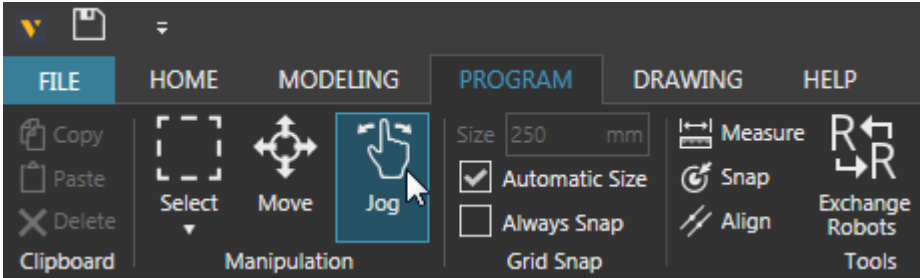 FILE HOME MODELING PROGRAM DRAWING HELP
Copy
Paste
Delete
Clipboard
Select
Move
Jog
Manipulation
Size 250 mm
Automatic Size
Always Snap
Grid Snap
Measure
Snap
Align
R R
Exchange
Robots
Tools